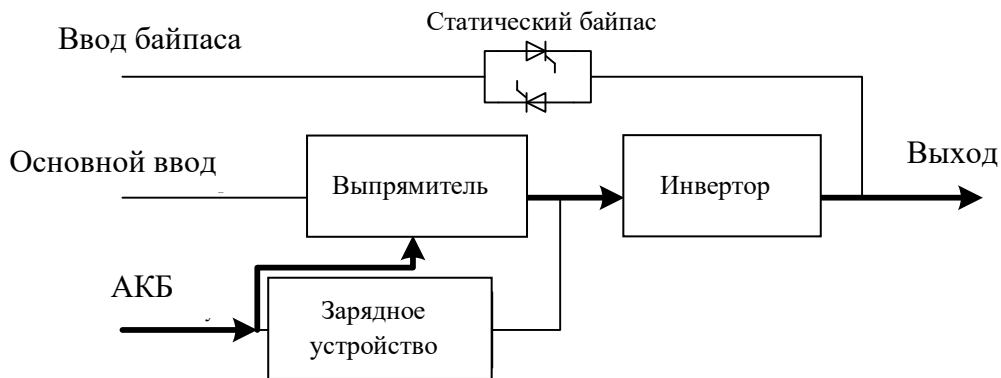 Статический байпас
Ввод байпаса
Основной ввод
Выпрямитель
Инвертор
Выход
АКБ
Зарядное
устройство